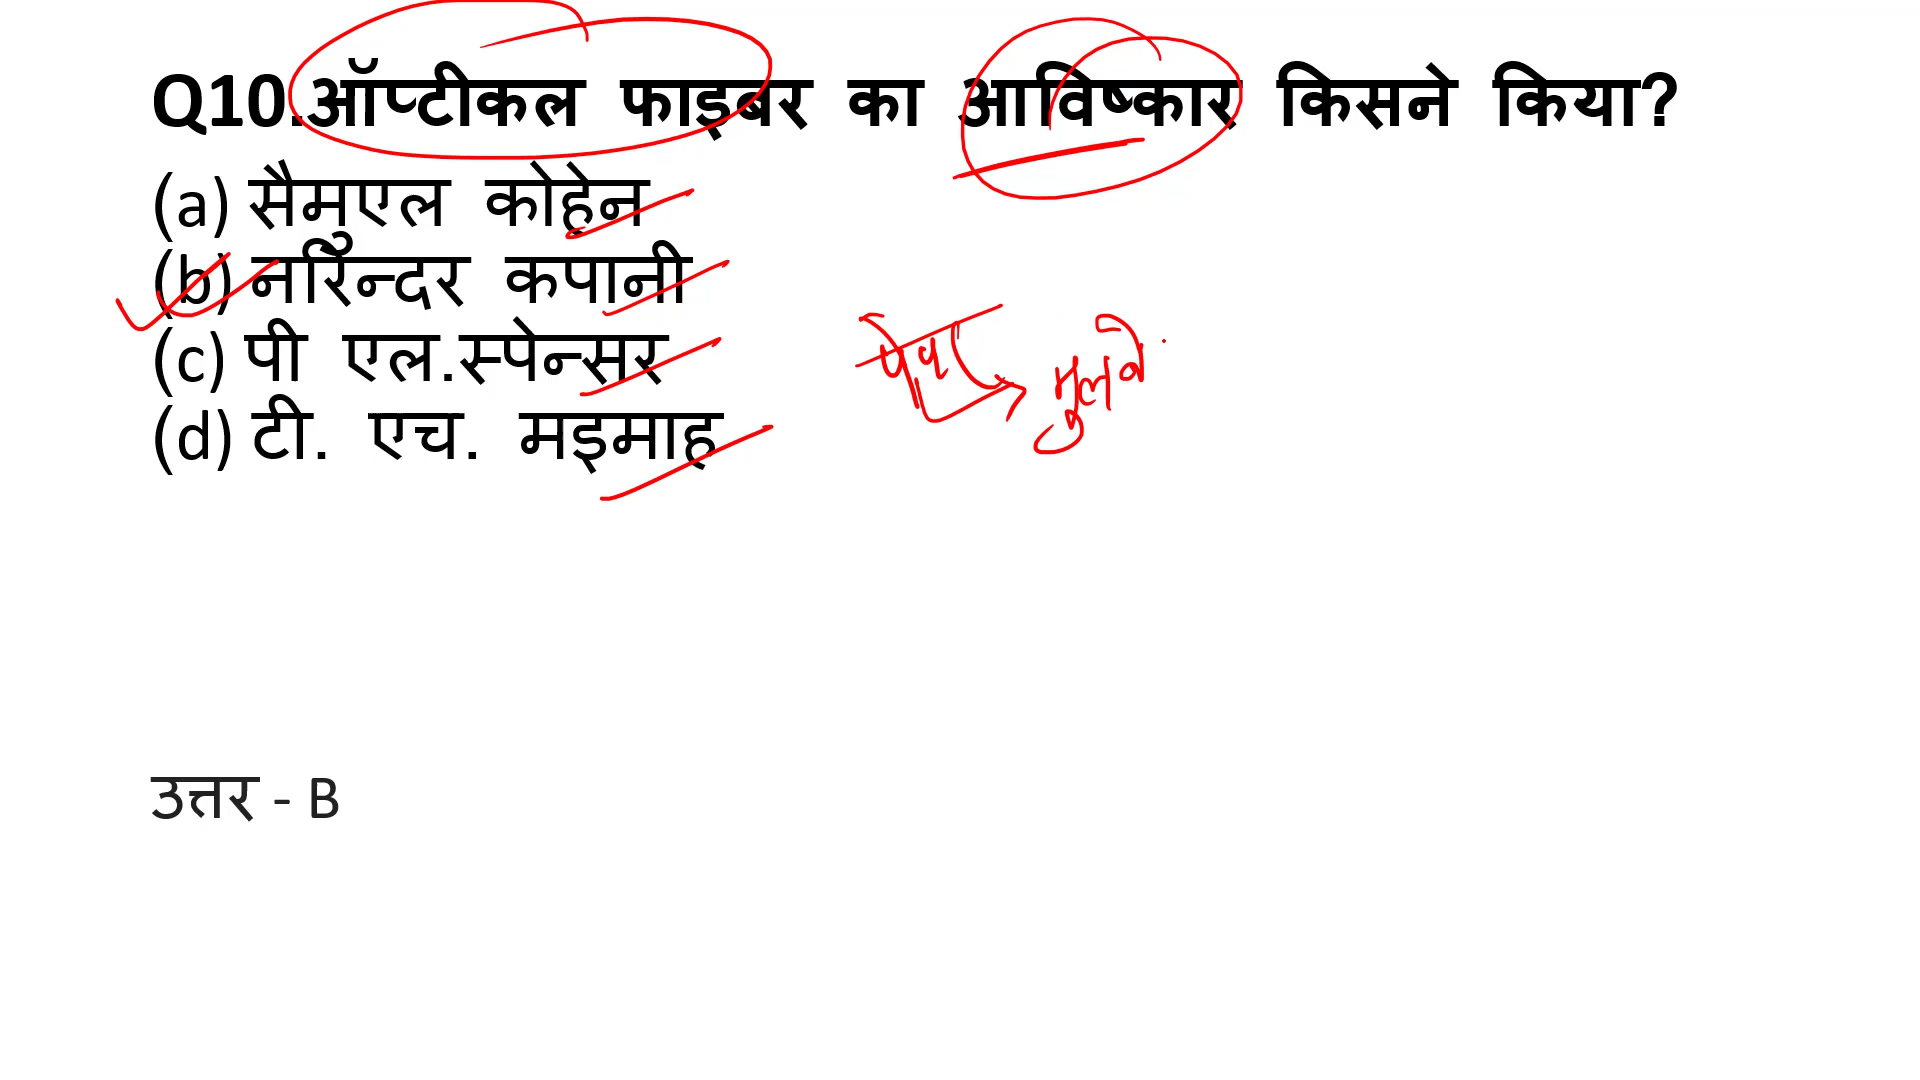 Q10.ऑप्टीकल फाइबर का आविष्कार किसने किया?
(a) सैमुएल कोहेन
(b) नरिन्दर कपानी
(c) पी एल.स्पेन्सर
(d) टी. एच. मइमाह
उत्तर - B